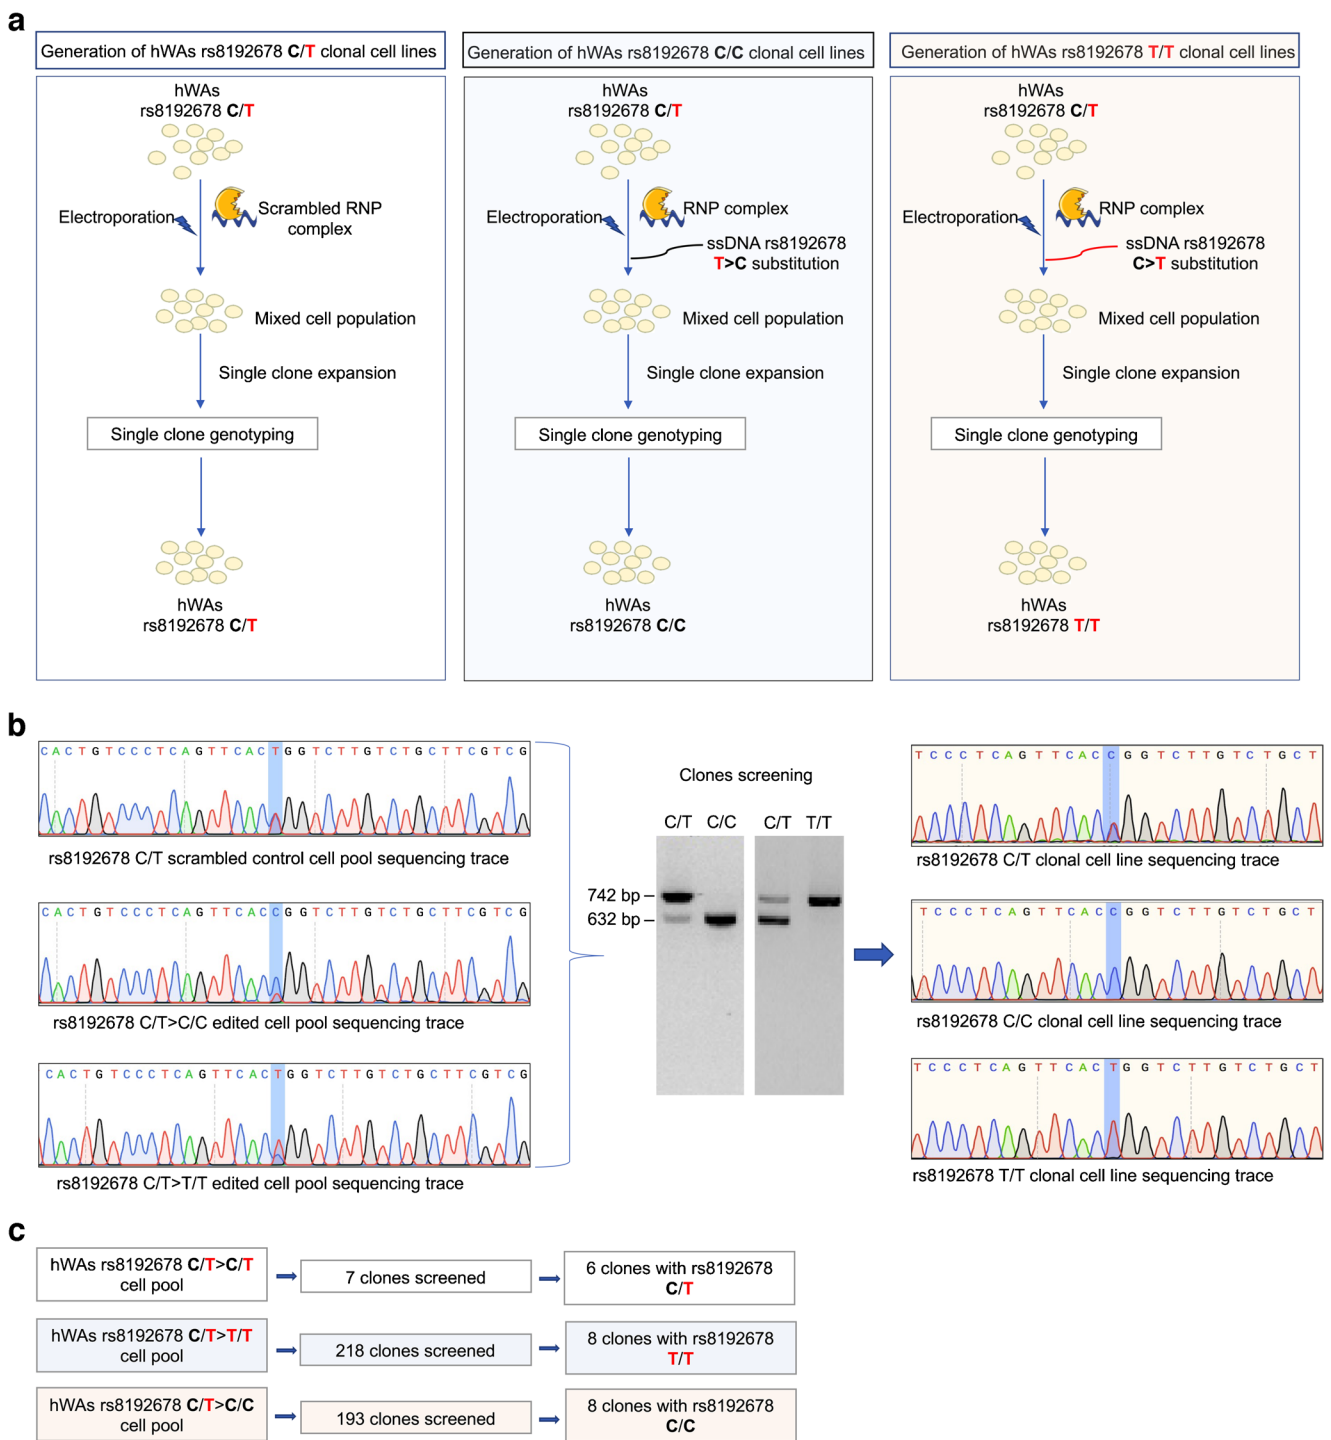 a
Generation of hWAs rs8192678 C/T clonal cell lines
hWAs
rs8192678 C/T
Electroporation
Scrambled RNP
complex
Mixed cell population
Single clone expansion
Single clone genotyping
hWAs
rs8192678 C/T
Generation of hWAs rs8192678 C/C clonal cell lines
hWAs
rs8192678 C/T
Electroporation
RNP complex
ssDNA rs8192678
T>C substitution
Mixed cell population
Single clone expansion
Single clone genotyping
hWAs
rs8192678 C/C
Generation of hWAs rs8192678 T/T clonal cell lines
hWAs
rs8192678 C/T
Electroporation
RNP complex
ssDNA rs8192678
C>T substitution
Mixed cell population
Single clone expansion
Single clone genotyping
hWAs
rs8192678 T/T
b
C A C T G T C C C T C A G T T C A C T G G T C T T G T C T G C T T C G T C G
rs8192678 C/T scrambled control cell pool sequencing trace
C A C T G T C C C T C A G T T C A C C G G T C T T G T C T G C T T C G T C G
rs8192678 C/T>C/C edited cell pool sequencing trace
C A C T G T C C C T C A G T T C A C T G G T C T T G T C T G C T T C G T C G
rs8192678 C/T>T/T edited cell pool sequencing trace
Clones screening
C/T C/C C/T T/T
742 bp
632 bp
T C C C T C A G T T C A C C G G T C T T G T C T G C T
rs8192678 C/T clonal cell line sequencing trace
T C C C T C A G T T C A C C G G T C T T G T C T G C T
rs8192678 C/C clonal cell line sequencing trace
T C C C T C A G T T C A C T G G T C T T G T C T G C T
rs8192678 T/T clonal cell line sequencing trace
c
hWAs rs8192678 C/T>C/T
cell pool
7 clones screened
6 clones with rs8192678
C/T
hWAs rs8192678 C/T>T/T
cell pool
218 clones screened
8 clones with rs8192678
T/T
hWAs rs8192678 C/T>C/C
cell pool
193 clones screened
8 clones with rs8192678
C/C